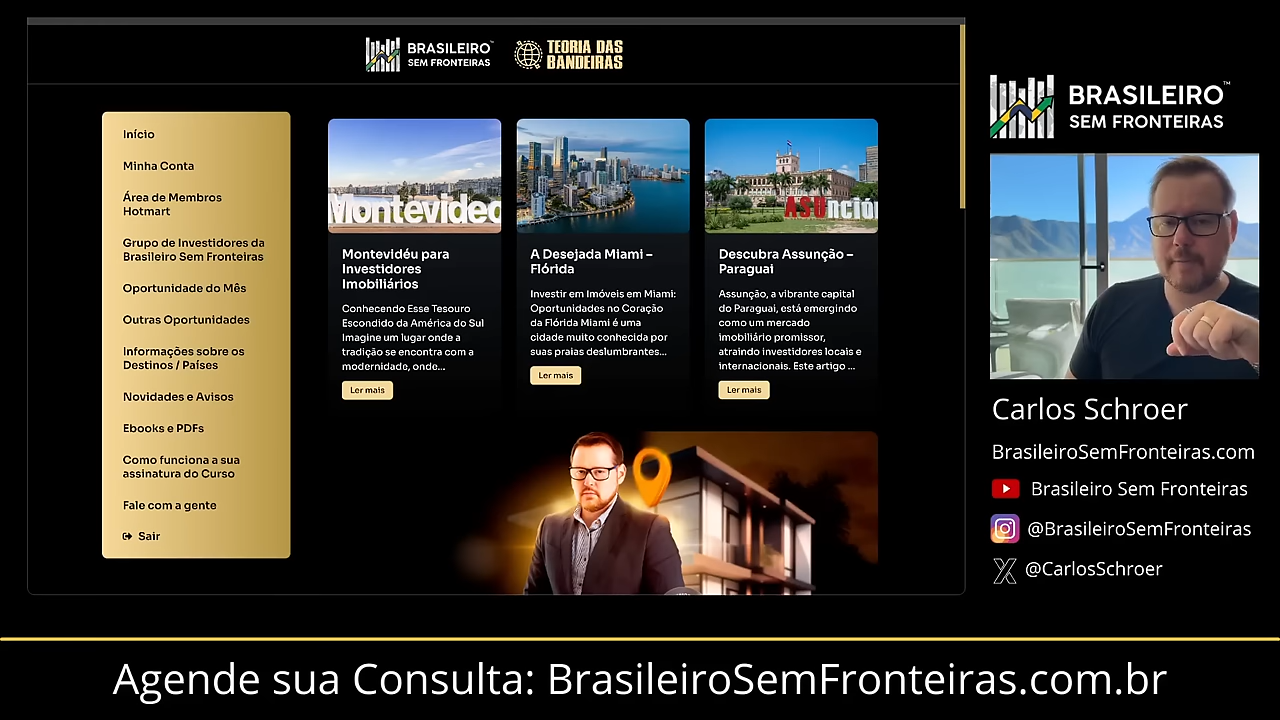 BRASILEIRO™
SEM FRONTEIRAS
TEORIA DAS
BANDEIRAS
Início
Minha Conta
Área de Membros
Hotmart
Grupo de Investidores da
Brasileiro Sem Fronteiras
Oportunidade do Mês
Outras Oportunidades
Informações sobre os
Destinos / Países
Novidades e Avisos
Ebooks e PDFs
Como funciona a sua
assinatura do Curso
Fale com a gente
Sair
Montevideo
Montevidéu para
Investidores
Imobiliários
Conhecendo Esse Tesouro
Escondido da América do Sul
Imagine um lugar onde a
tradição se encontra com a
modernidade, onde...
Ler mais
A Desejada Miami –
Flórida
Investir em Imóveis em Miami:
Oportunidades no Coração
da Flórida Miami é uma
cidade muito conhecida por
suas praias deslumbrantes...
Ler mais
ASUnción
Descubra Assunção –
Paraguai
Assunção, a vibrante capital
do Paraguai, está emergindo
como um mercado
imobiliário promissor,
atraindo investidores locais e
internacionais. Este artigo ...
Ler mais
BRASILEIRO™
SEM FRONTEIRAS
Carlos Schroer
BrasileiroSemFronteiras.com
Brasileiro Sem Fronteiras
@BrasileiroSemFronteiras
@CarlosSchroer
Agende sua Consulta: BrasileiroSemFronteiras.com.br